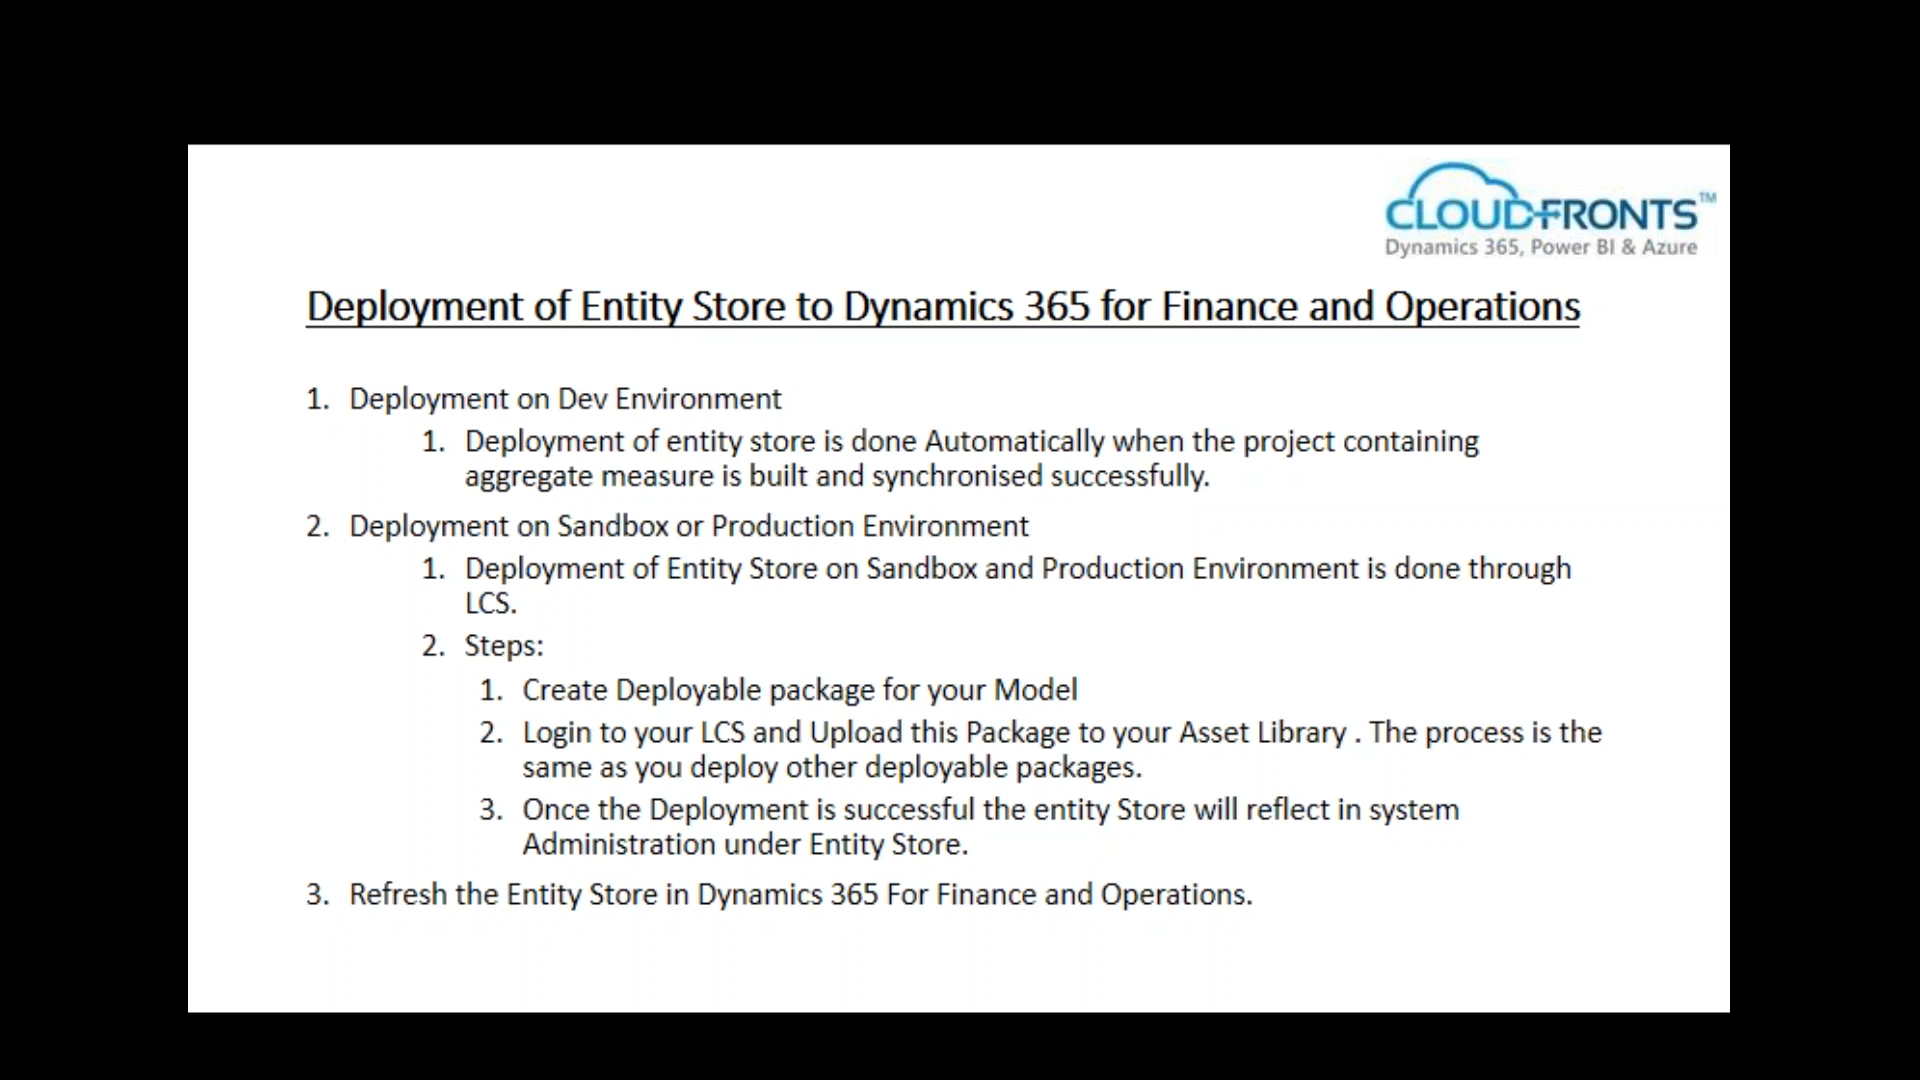 CLOUDFRONTS™
Dynamics 365, Power BI & Azure
Deployment of Entity Store to Dynamics 365 for Finance and Operations
1. Deployment on Dev Environment
1. Deployment of entity store is done Automatically when the project containing
aggregate measure is built and synchronised successfully.
2. Deployment on Sandbox or Production Environment
1. Deployment of Entity Store on Sandbox and Production Environment is done through
LCS.
2. Steps:
1. Create Deployable package for your Model
2. Login to your LCS and Upload this Package to your Asset Library . The process is the
same as you deploy other deployable packages.
3. Once the Deployment is successful the entity Store will reflect in system
Administration under Entity Store.
3. Refresh the Entity Store in Dynamics 365 For Finance and Operations.